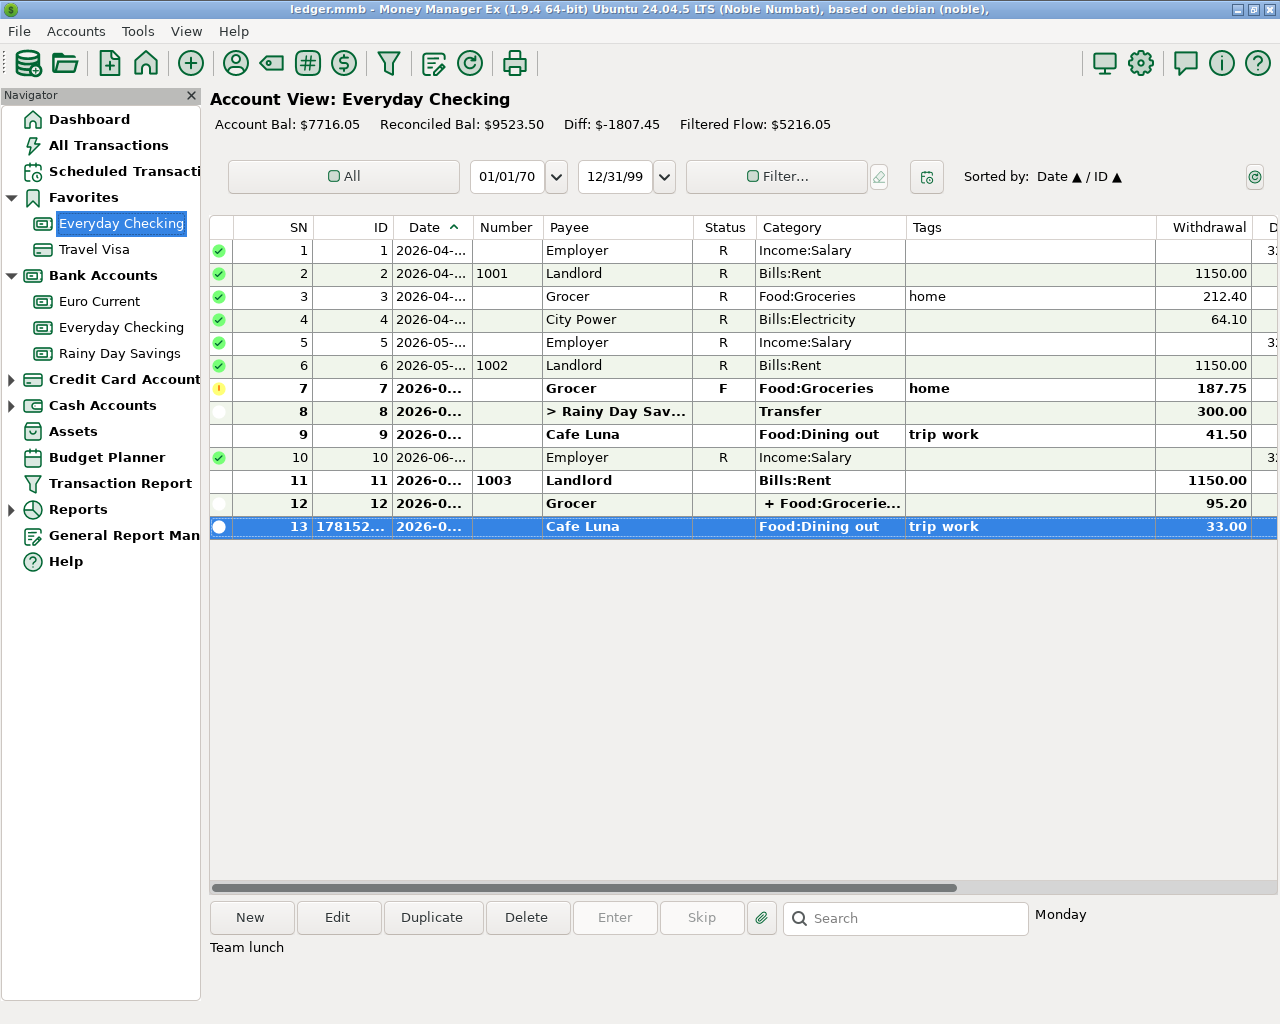 ledger.mmb - Money Manager Ex (1.9.4 64-bit) Ubuntu 24.04.5 LTS (Noble Numbat), based on debian (noble),
File Accounts Tools View Help
Navigator
Dashboard
All Transactions
Scheduled Transacti
Favorites
Everyday Checking
Travel Visa
Bank Accounts
Euro Current
Everyday Checking
Rainy Day Savings
Credit Card Account
Cash Accounts
Assets
Budget Planner
Transaction Report
Reports
General Report Man
Help
Account View: Everyday Checking
Account Bal: $7716.05 Reconciled Bal: $9523.50 Diff: $-1807.45 Filtered Flow: $5216.05
All 01/01/70 12/31/99 Filter... Sorted by: Date ▲ / ID ▲
SN ID Date Number Payee Status Category Tags Withdrawal D
1 1 2026-04-... Employer R Income:Salary 32
2 2 2026-04-... 1001 Landlord R Bills:Rent 1150.00
3 3 2026-04-... Grocer R Food:Groceries home 212.40
4 4 2026-04-... City Power R Bills:Electricity 64.10
5 5 2026-05-... Employer R Income:Salary 32
6 6 2026-05-... 1002 Landlord R Bills:Rent 1150.00
7 7 2026-0... Grocer F Food:Groceries home 187.75
8 8 2026-0... > Rainy Day Sav... Transfer 300.00
9 9 2026-0... Cafe Luna Food:Dining out trip work 41.50
10 10 2026-06-... Employer R Income:Salary 32
11 11 2026-0... 1003 Landlord Bills:Rent 1150.00
12 12 2026-0... Grocer + Food:Grocerie... 95.20
13 178152... 2026-0... Cafe Luna Food:Dining out trip work 33.00
New Edit Duplicate Delete Enter Skip Search Monday
Team lunch